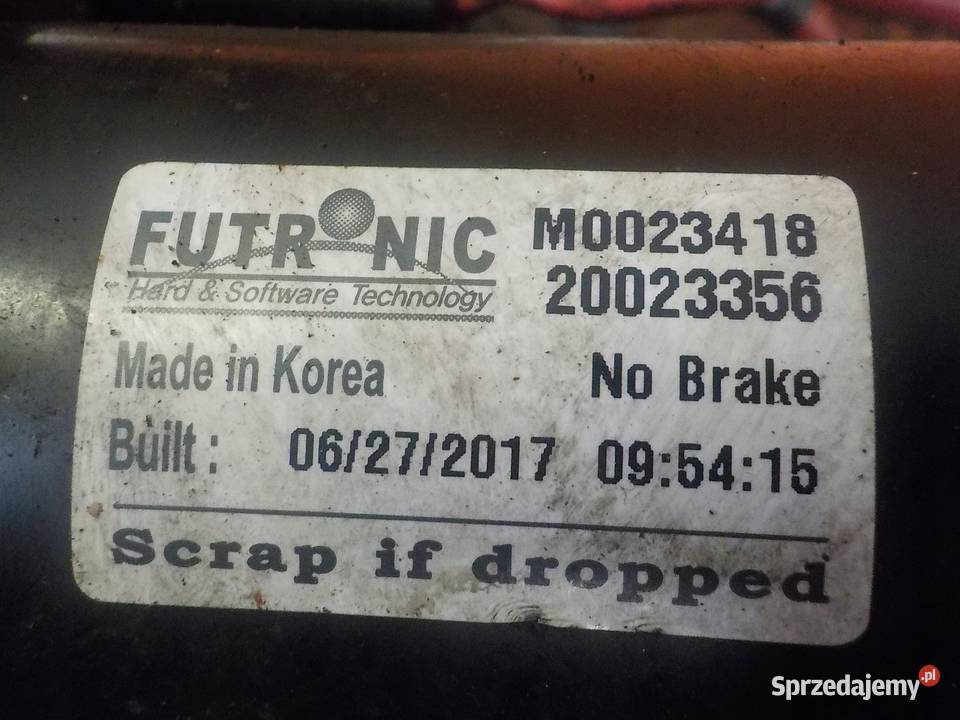 FUTRONIC
Hard & Software Technology
M0023418
20023356
Made in Korea
No Brake
Built : 06/27/2017 09:54:15
Scrap if dropped
Sprzedajemy.pl